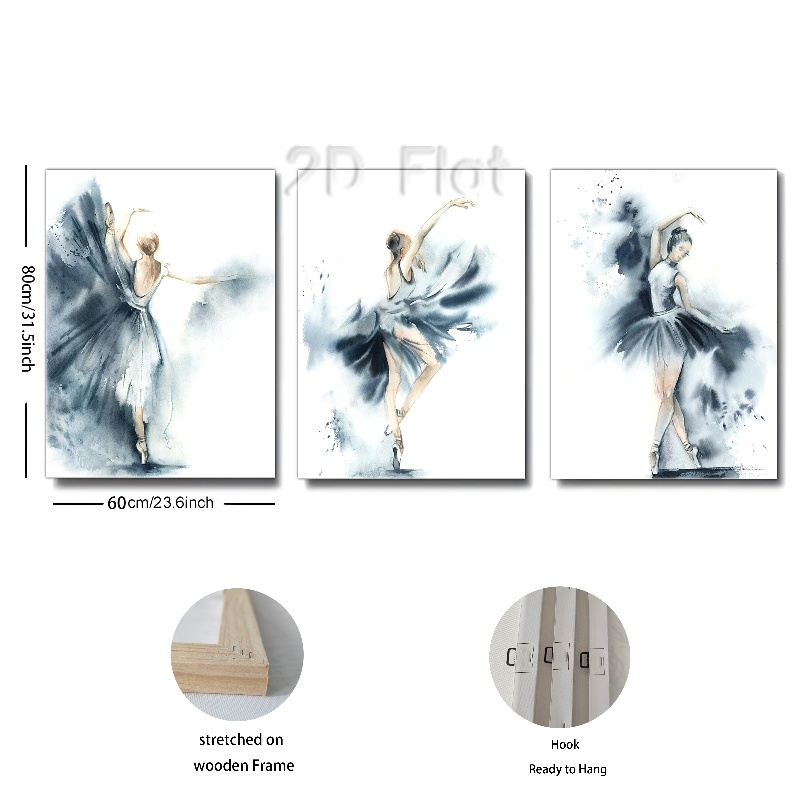 2D Flat
80cm/31.5inch
60cm/23.6inch
stretched on
wooden Frame
Hook
Ready to Hang